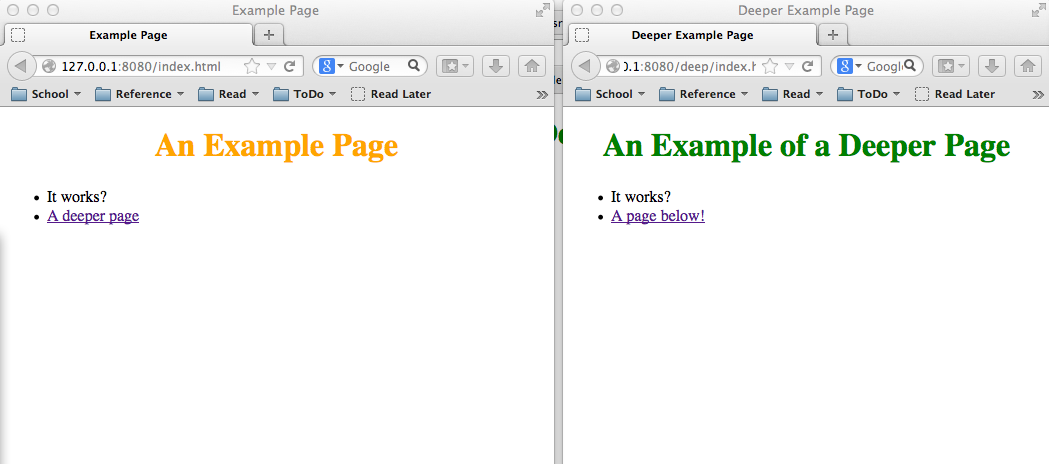 Example Page
Example Page
127.0.0.1:8080/index.html
Google
School
Reference
Read
ToDo
Read Later
An Example Page
It works?
A deeper page
Deeper Example Page
Deeper Example Page
0.1:8080/deep/index.h
Google
School
Reference
Read
ToDo
Read Later
An Example of a Deeper Page
It works?
A page below!